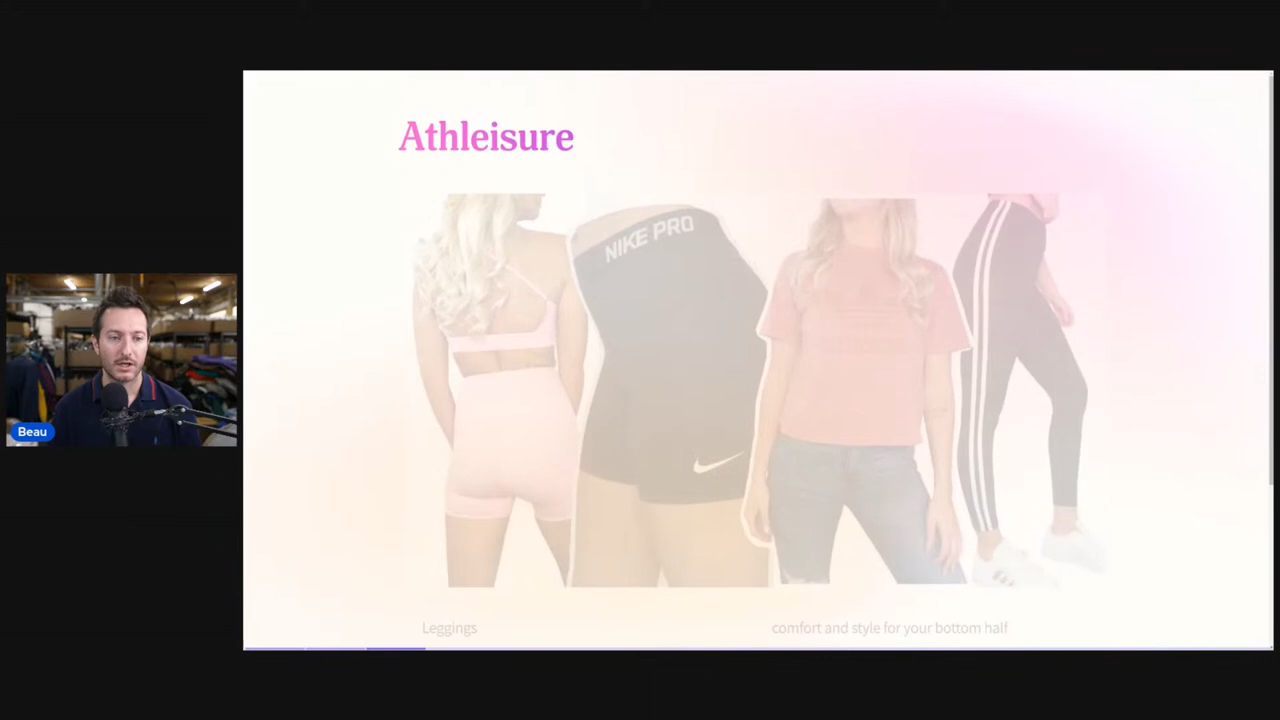 Athleisure
NIKE PRO
Beau
Leggings
comfort and style for your bottom half